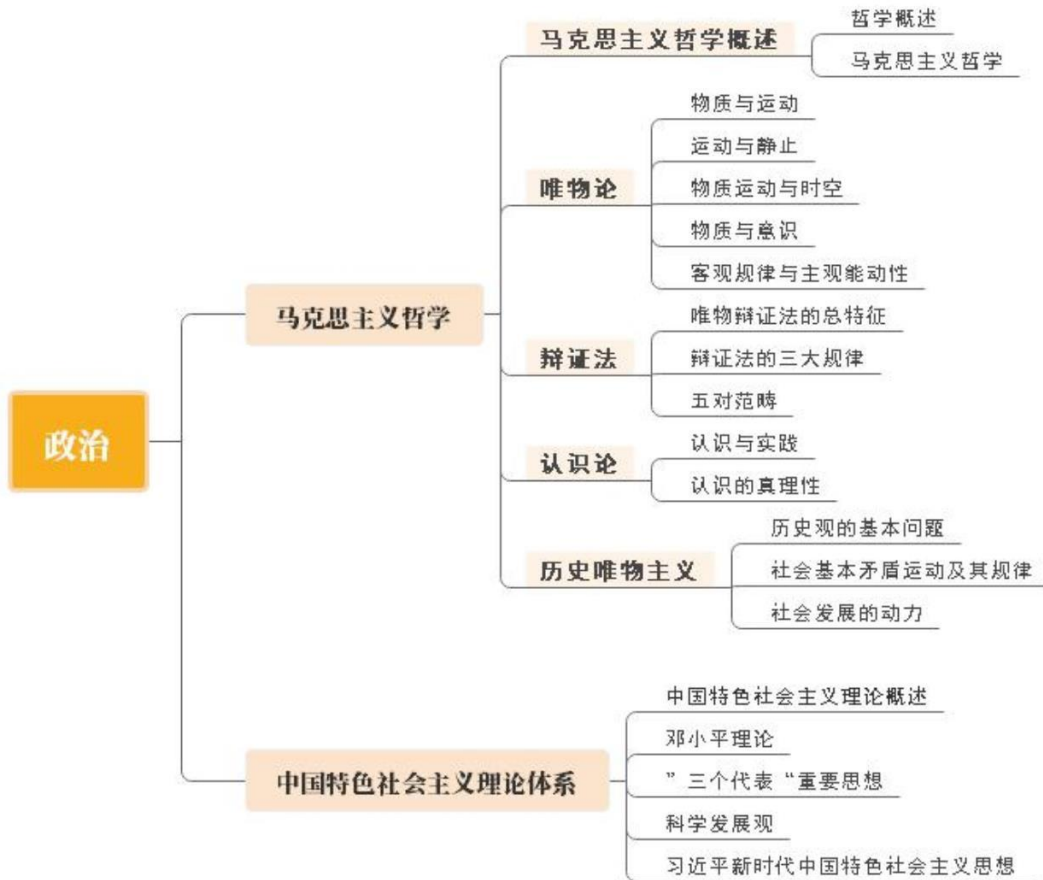 政治
马克思主义哲学
马克思主义哲学概述
哲学概述
马克思主义哲学
唯物论
物质与运动
运动与静止
物质运动与时空
物质与意识
客观规律与主观能动性
辩证法
唯物辩证法的总特征
辩证法的三大规律
五对范畴
认识论
认识与实践
认识的真理性
历史唯物主义
历史观的基本问题
社会基本矛盾运动及其规律
社会发展的动力
中国特色社会主义理论体系
中国特色社会主义理论概述
邓小平理论
”三个代表“重要思想
科学发展观
习近平新时代中国特色社会主义思想